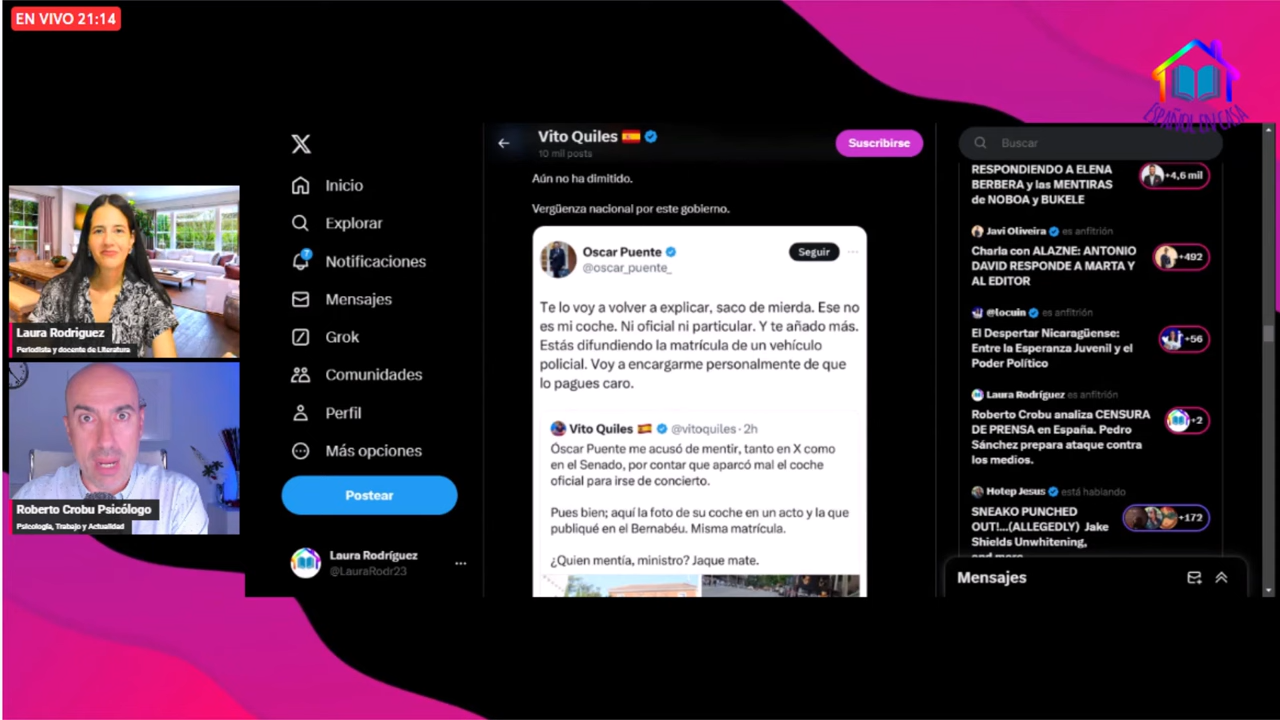 EN VIVO 21:14
ESPAÑOL EN CASA
Laura Rodriguez
Periodista y docente de Literatura
Roberto Crobu Psicólogo
Psicología, Trabajo y Actualidad
Inicio
Explorar
7
Notificaciones
Mensajes
Grok
Comunidades
Perfil
Más opciones
Postear
Laura Rodríguez
@LauraRodr23
Vito Quiles
10 mil posts
Suscribirse
Aún no ha dimitido.
Vergüenza nacional por este gobierno.
Oscar Puente
@oscar_puente_
Seguir
Te lo voy a volver a explicar, saco de mierda. Ese no
es mi coche. Ni oficial ni particular. Y te añado más.
Estás difundiendo la matrícula de un vehículo
policial. Voy a encargarme personalmente de que
lo pagues caro.
Vito Quiles @vitoquiles · 2h
Óscar Puente me acusó de mentir, tanto en X como
en el Senado, por contar que aparcó mal el coche
oficial para irse de concierto.
Pues bien; aquí la foto de su coche en un acto y la que
publiqué en el Bernabéu. Misma matrícula.
¿Quien mentía, ministro? Jaque mate.
Buscar
RESPONDIENDO A ELENA
BERBERA y las MENTIRAS
de NOBOA y BUKELE
+4,6 mil
Javi Oliveira es anfitrión
Charla con ALAZNE: ANTONIO
DAVID RESPONDE A MARTA Y
AL EDITOR
+492
@locuin es anfitrión
El Despertar Nicaragüense:
Entre la Esperanza Juvenil y el
Poder Político
+56
Laura Rodríguez es anfitrión
Roberto Crobu analiza CENSURA
DE PRENSA en España. Pedro
Sánchez prepara ataque contra
los medios.
+2
Hotep Jesus está hablando
SNEAKO PUNCHED
OUT!...(ALLEGEDLY) Jake
Shields Unwhitening,
and more
+172
Mensajes